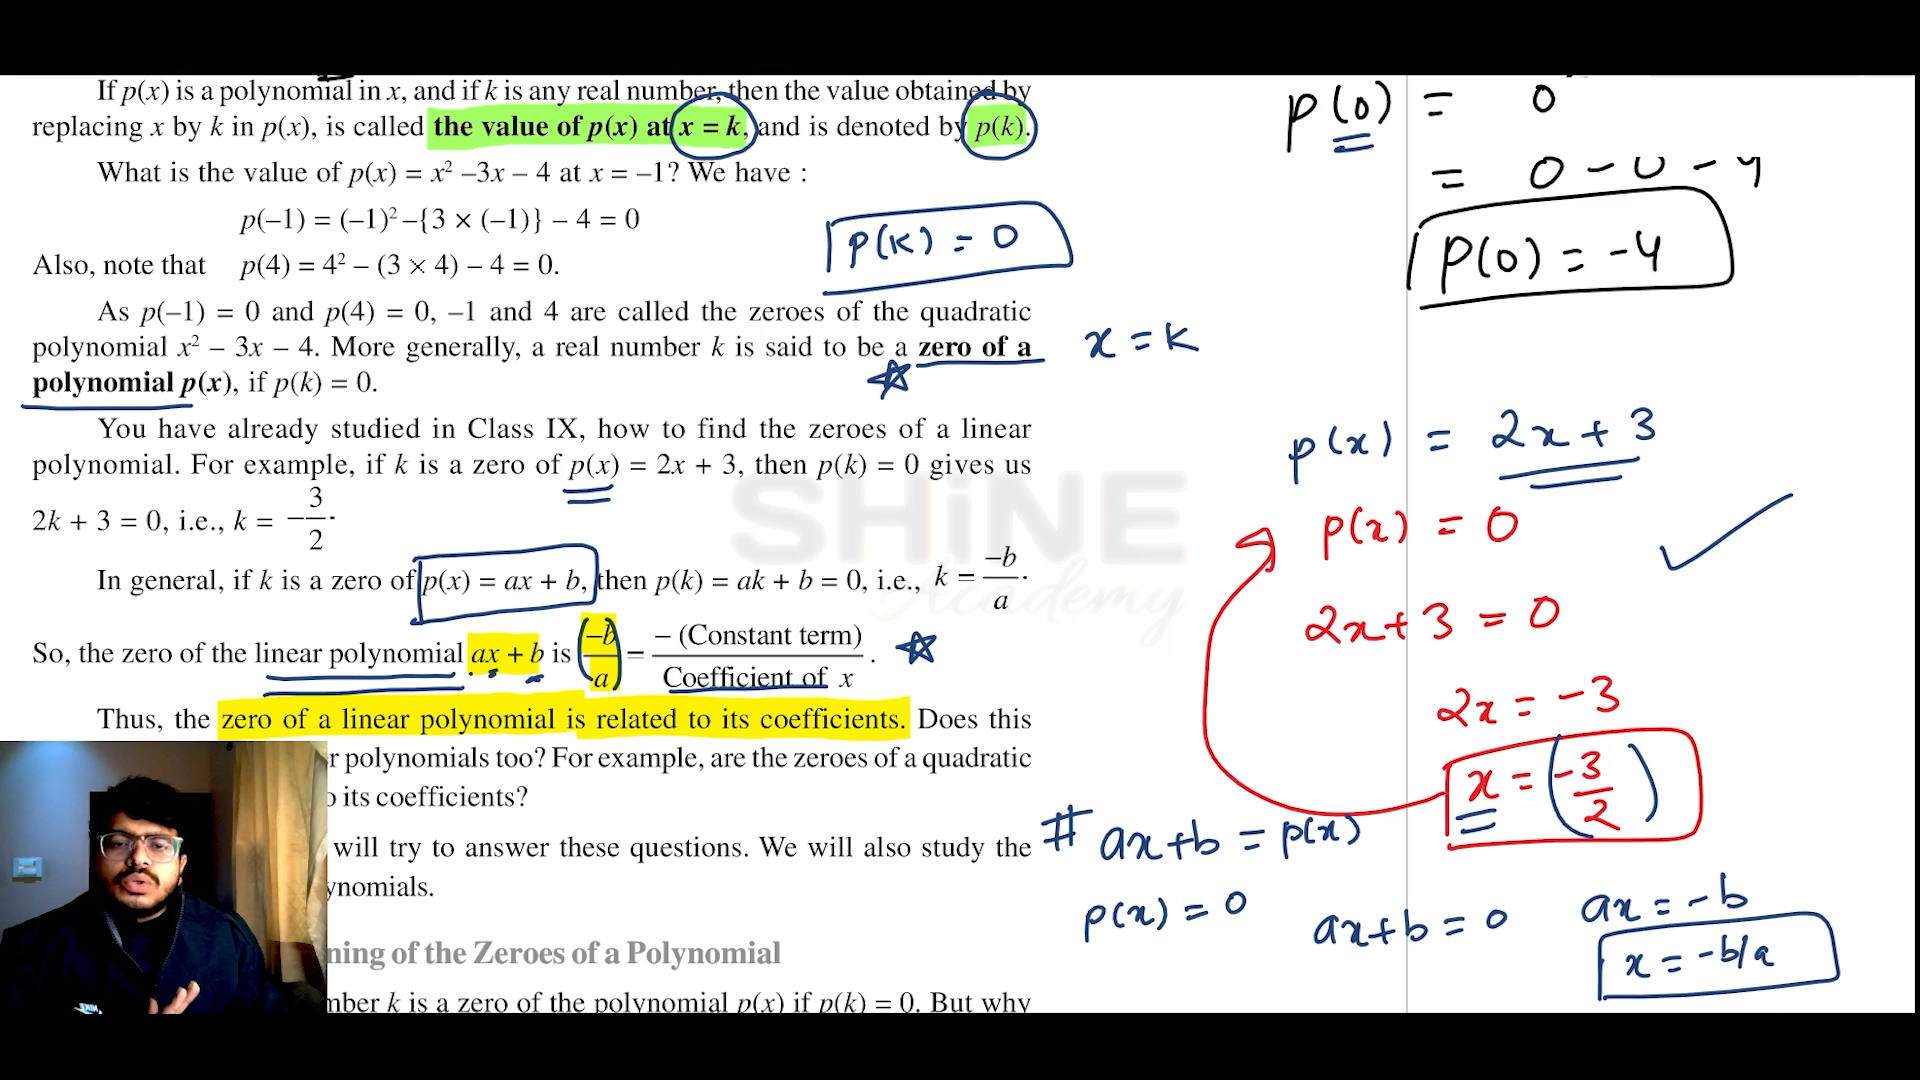 If p(x) is a polynomial in x, and if k is any real number, then the value obtained by
replacing x by k in p(x), is called the value of p(x) at x = k, and is denoted by p(k).
What is the value of p(x) = x² –3x – 4 at x = –1? We have :
p(–1) = (–1)² –{3 × (–1)} – 4 = 0
Also, note that p(4) = 4² – (3 × 4) – 4 = 0.
As p(–1) = 0 and p(4) = 0, –1 and 4 are called the zeroes of the quadratic
polynomial x² – 3x – 4. More generally, a real number k is said to be a zero of a
polynomial p(x), if p(k) = 0.
You have already studied in Class IX, how to find the zeroes of a linear
polynomial. For example, if k is a zero of p(x) = 2x + 3, then p(k) = 0 gives us
2k + 3 = 0, i.e., k = –3/2.
In general, if k is a zero of p(x) = ax + b, then p(k) = ak + b = 0, i.e., k = –b/a.
So, the zero of the linear polynomial ax + b is (–b/a) = – (Constant term) / Coefficient of x .
Thus, the zero of a linear polynomial is related to its coefficients. Does this
r polynomials too? For example, are the zeroes of a quadratic
its coefficients?
will try to answer these questions. We will also study the
ynomials.
ning of the Zeroes of a Polynomial
mber k is a zero of the polynomial p(x) if p(k) = 0. But why
p(k) = 0
x = k
SHiNE
Academy
p(0) = 0
= 0 - 0 - 4
p(0) = -4
p(x) = 2x + 3
p(x) = 0
2x + 3 = 0
2x = -3
x = (-3/2)
# ax+b = p(x)
p(x) = 0
ax+b = 0
ax = -b
x = -b/a